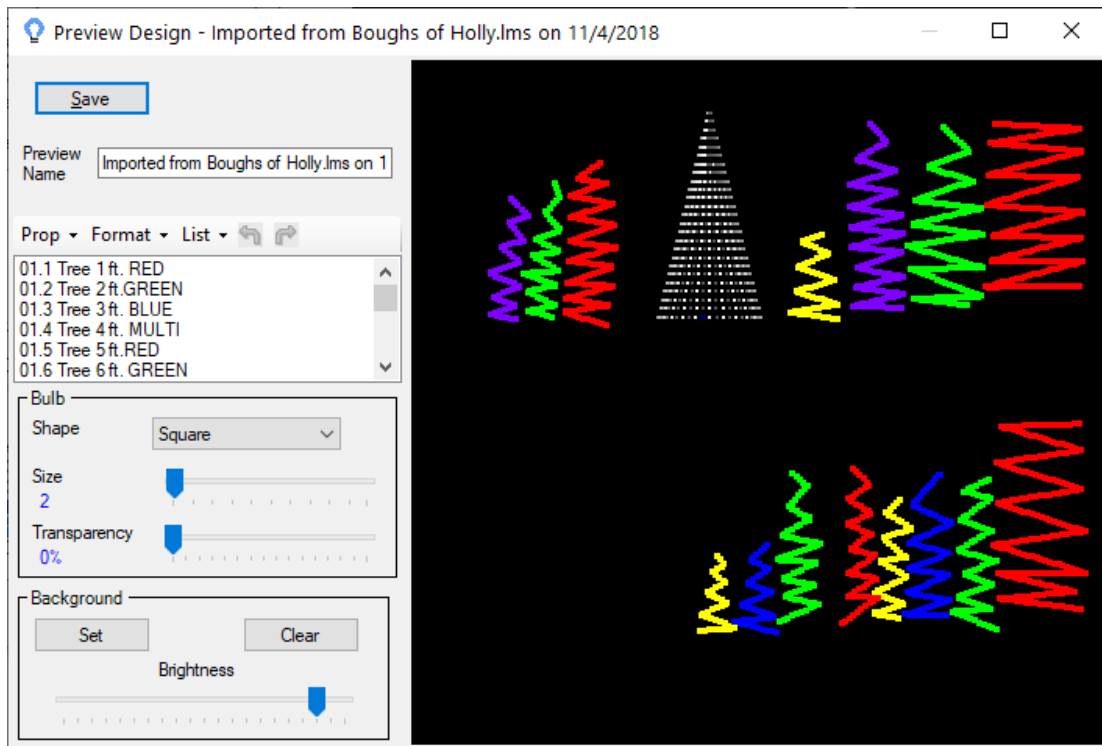 Preview Design - Imported from Boughs of Holly.lms on 11/4/2018
Save
Preview
Name
Imported from Boughs of Holly.lms on 1
Prop Format List
01.1 Tree 1 ft. RED
01.2 Tree 2 ft.GREEN
01.3 Tree 3 ft. BLUE
01.4 Tree 4 ft. MULTI
01.5 Tree 5 ft.RED
01.6 Tree 6 ft. GREEN
Bulb
Shape
Square
Size
2
Transparency
0%
Background
Set Clear
Brightness